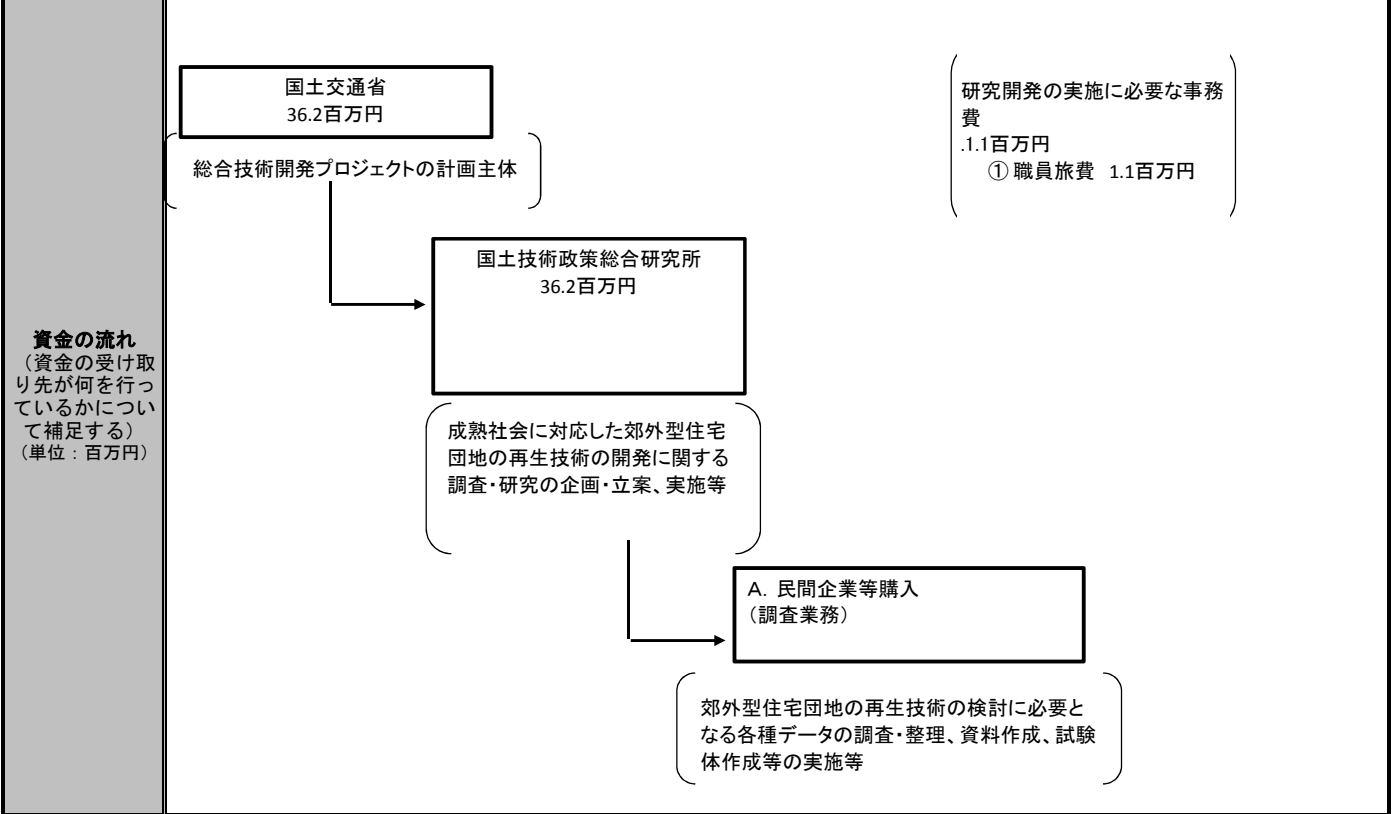 国土交通省
36.2百万円
総合技術開発プロジェクトの計画主体
研究開発の実施に必要な事務
費
.1.1百万円
① 職員旅費 1.1百万円
国土技術政策総合研究所
36.2百万円
資金の流れ
（資金の受け取
り先が何を行っ
ているかについ
て補足する）
（単位：百万円）
成熟社会に対応した郊外型住宅
団地の再生技術の開発に関する
調査・研究の企画・立案、実施等
A. 民間企業等購入
（調査業務）
郊外型住宅団地の再生技術の検討に必要と
なる各種データの調査・整理、資料作成、試験
体作成等の実施等